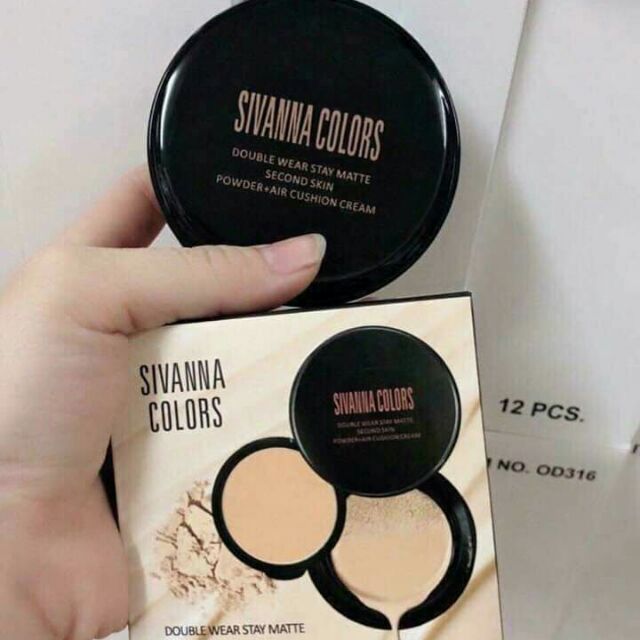 SIVANNA COLORS
DOUBLE WEAR STAY MATTE
SECOND SKIN
POWDER+AIR CUSHION CREAM
SIVANNA
COLORS
SIVANNA COLORS
DOUBLE WEAR STAY MATTE
SECOND SKIN
POWDER+AIR CUSHION CREAM
DOUBLE WEAR STAY MATTE
12 PCS.
NO. OD316